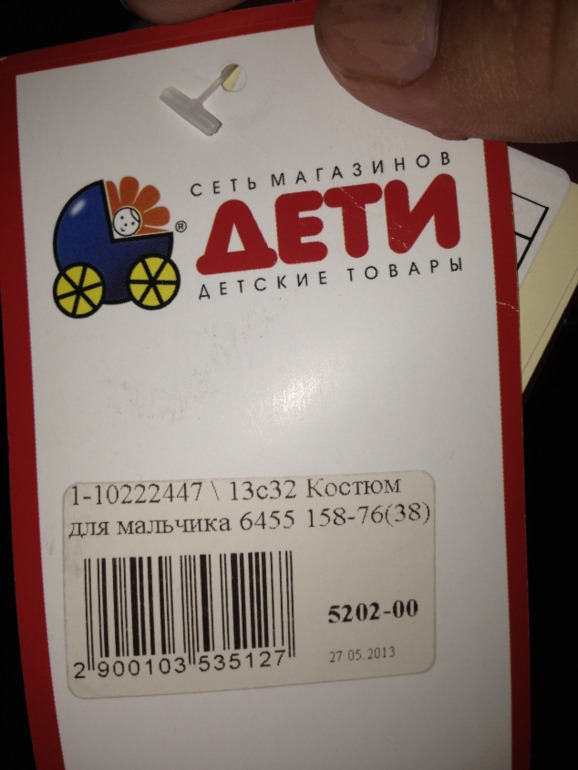 СЕТЬ МАГАЗИНОВ
ДЕТИ ®
ДЕТСКИЕ ТОВАРЫ
1-10222447 \ 13с32 Костюм
для мальчика 6455 158-76(38)
5202-00
2 900103 535127
27.05.2013